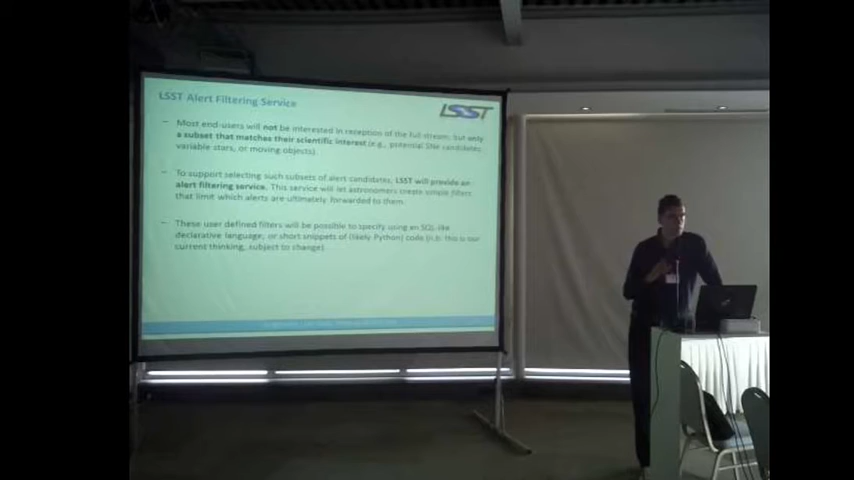 LSST Alert Filtering Service
LSST
– Most end-users will not be interested in reception of the full stream, but only
a subset that matches their scientific interest (e.g., potential SNe candidates,
variable stars, or moving objects).
– To support selecting such subsets of alert candidates, LSST will provide an
alert filtering service. This service will let astronomers create simple filters
that limit which alerts are ultimately forwarded to them.
– These user defined filters will be possible to specify using an SQL-like
declarative language, or short snippets of (likely Python) code (n.b. this is our
current thinking, subject to change).